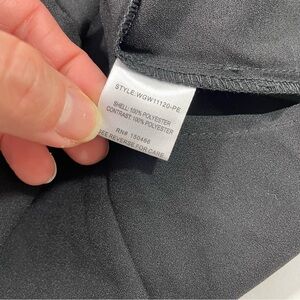 STYLE:WGW11120-PE
SHELL: 100% POLYESTER
CONTRAST: 100% POLYESTER
RN# 150486
SEE REVERSE FOR CARE